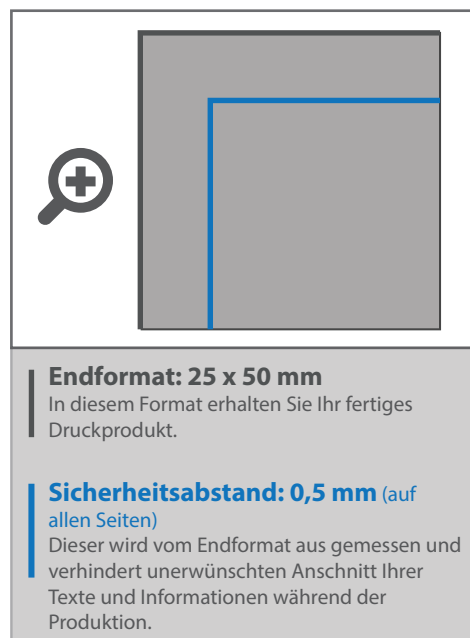 Endformat: 25 x 50 mm
In diesem Format erhalten Sie Ihr fertiges
Druckprodukt.
Sicherheitsabstand: 0,5 mm (auf
allen Seiten)
Dieser wird vom Endformat aus gemessen und
verhindert unerwünschten Anschnitt Ihrer
Texte und Informationen während der
Produktion.